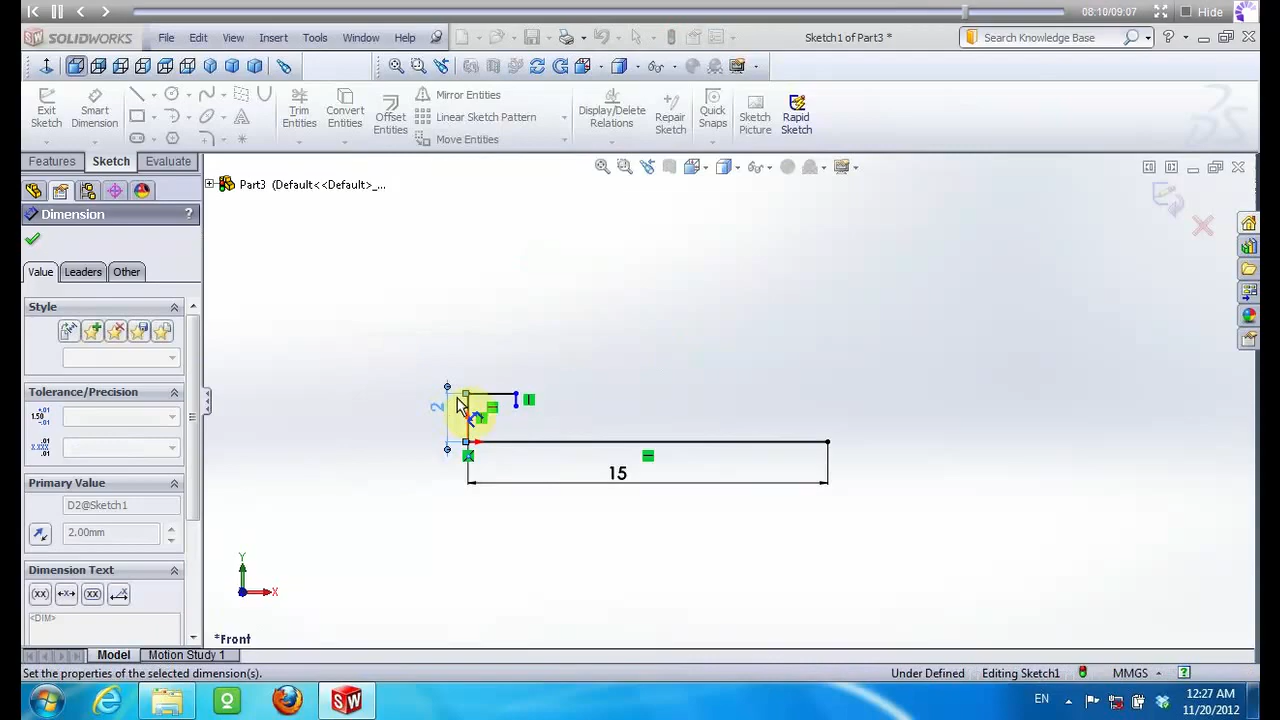 08:10/09:07
Hide
SOLIDWORKS
File
Edit
View
Insert
Tools
Window
Help
Sketch1 of Part3 *
Search Knowledge Base
?
Exit Sketch
Smart Dimension
Trim Entities
Convert Entities
Offset Entities
Mirror Entities
Linear Sketch Pattern
Move Entities
Display/Delete Relations
Repair Sketch
Quick Snaps
Sketch Picture
Rapid Sketch
Features
Sketch
Evaluate
Part3 (Default<<Default>_...
Dimension
?
Value
Leaders
Other
Style
Tolerance/Precision
Primary Value
D2@Sketch1
2.00mm
Dimension Text
<DIM>
2
15
Y
X
*Front
Model
Motion Study 1
Set the properties of the selected dimension(s).
Under Defined
Editing Sketch1
MMGS
?
EN
12:27 AM
11/20/2012